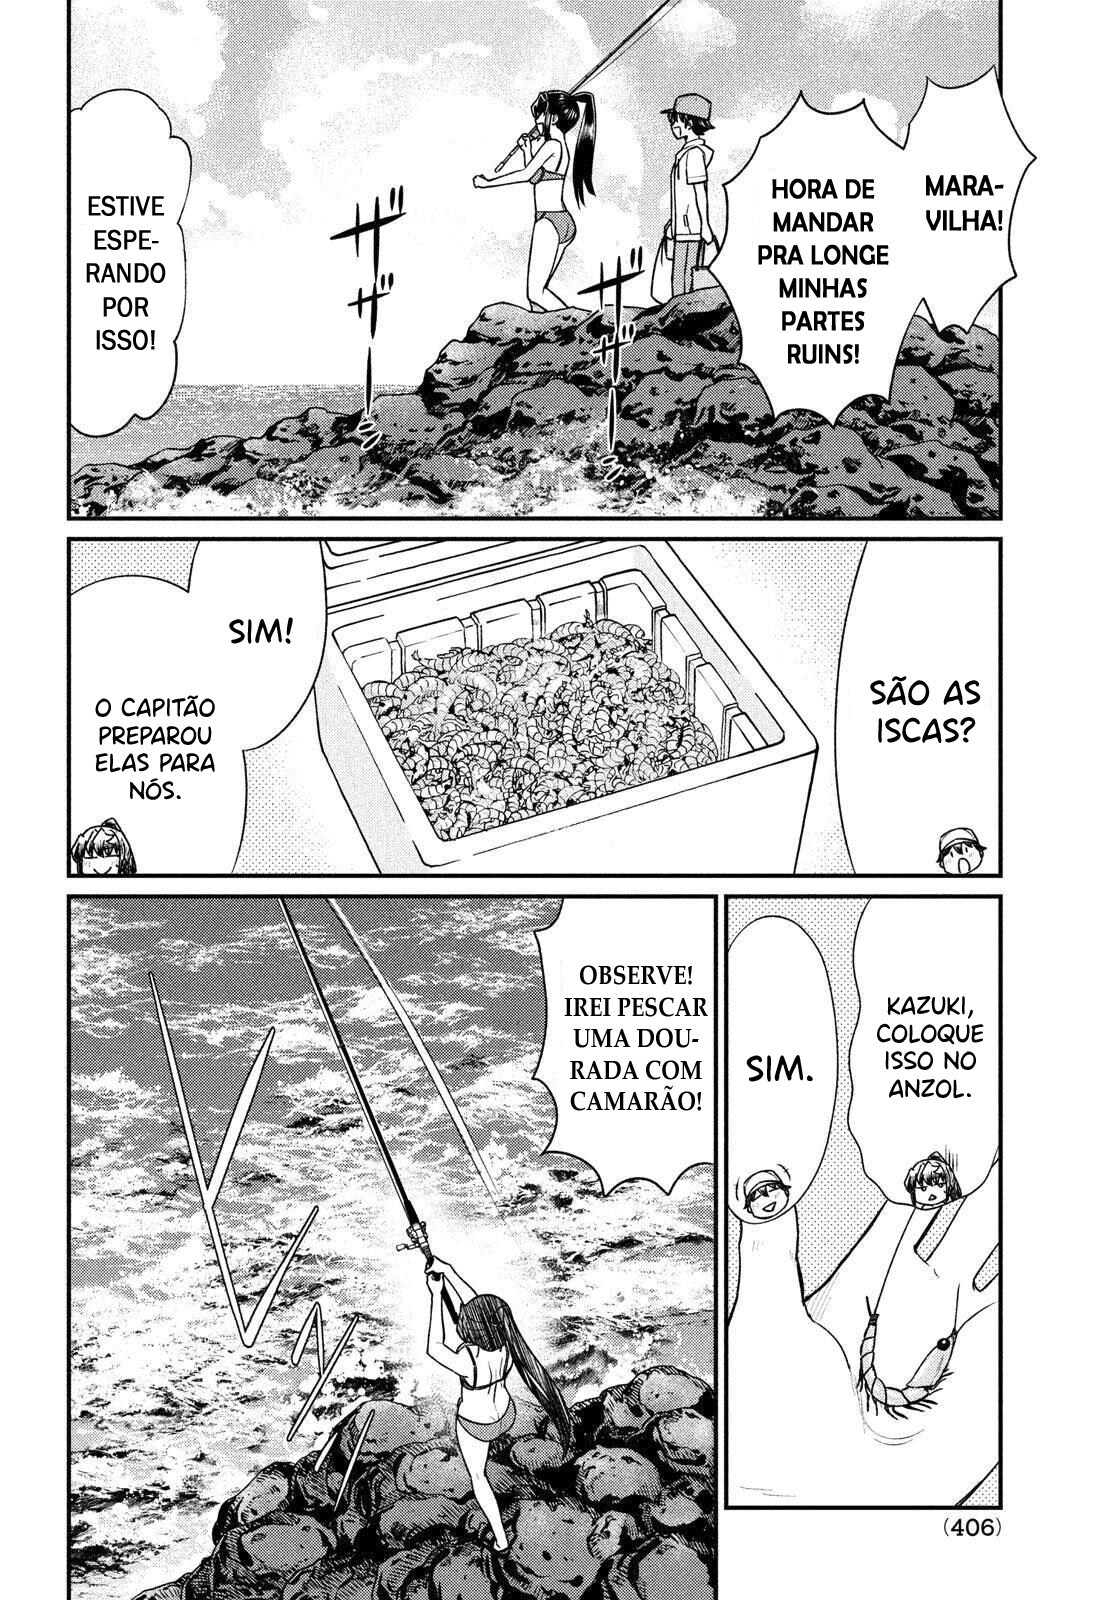 MARA-
VILHA!
HORA DE
MANDAR
PRA LONGE
MINHAS
PARTES
RUINS!
ESTIVE
ESPE-
RANDO
POR
ISSO!
ザザ
ザザ
ザ
SÃO AS
ISCAS?
SIM!
O CAPITÃO
PREPAROU
ELAS PARA
NÓS.
KAZUKI,
COLOQUE
ISSO NO
ANZOL.
SIM.
OBSERVE!
IREI PESCAR
UMA DOU-
RADA COM
CAMARÃO!
(406)